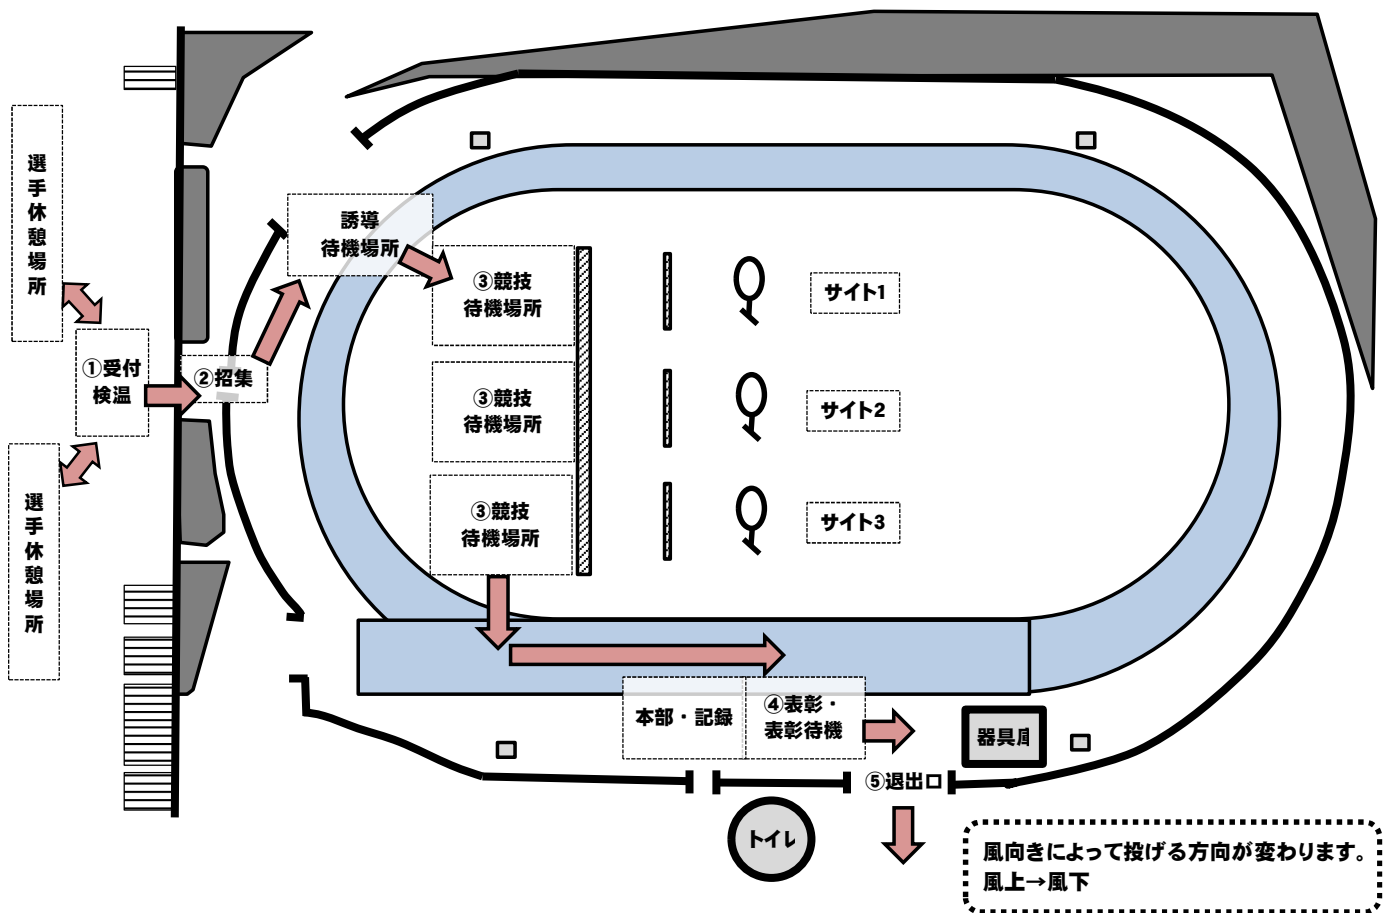 選手休憩場所
①受付
検温
選手休憩場所
②招集
誘導
待機場所
③競技
待機場所
③競技
待機場所
③競技
待機場所
サイト1
サイト2
サイト3
本部・記録
④表彰・
表彰待機
器具庫
⑤退出口
トイレ
風向きによって投げる方向が変わります。
風上→風下